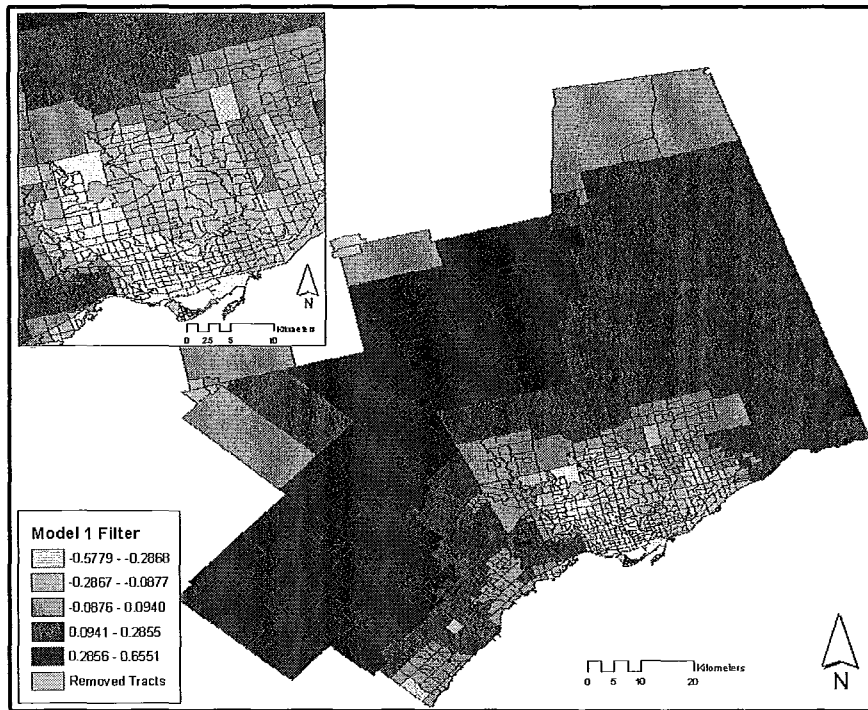 N
Kilometers
0 2.5 5 10
Model 1 Filter
-0.5779 - -0.2868
-0.2867 - -0.0877
-0.0876 - 0.0940
0.0941 - 0.2855
0.2856 - 0.6551
Removed Tracts
Kilometers
0 5 10 20
N